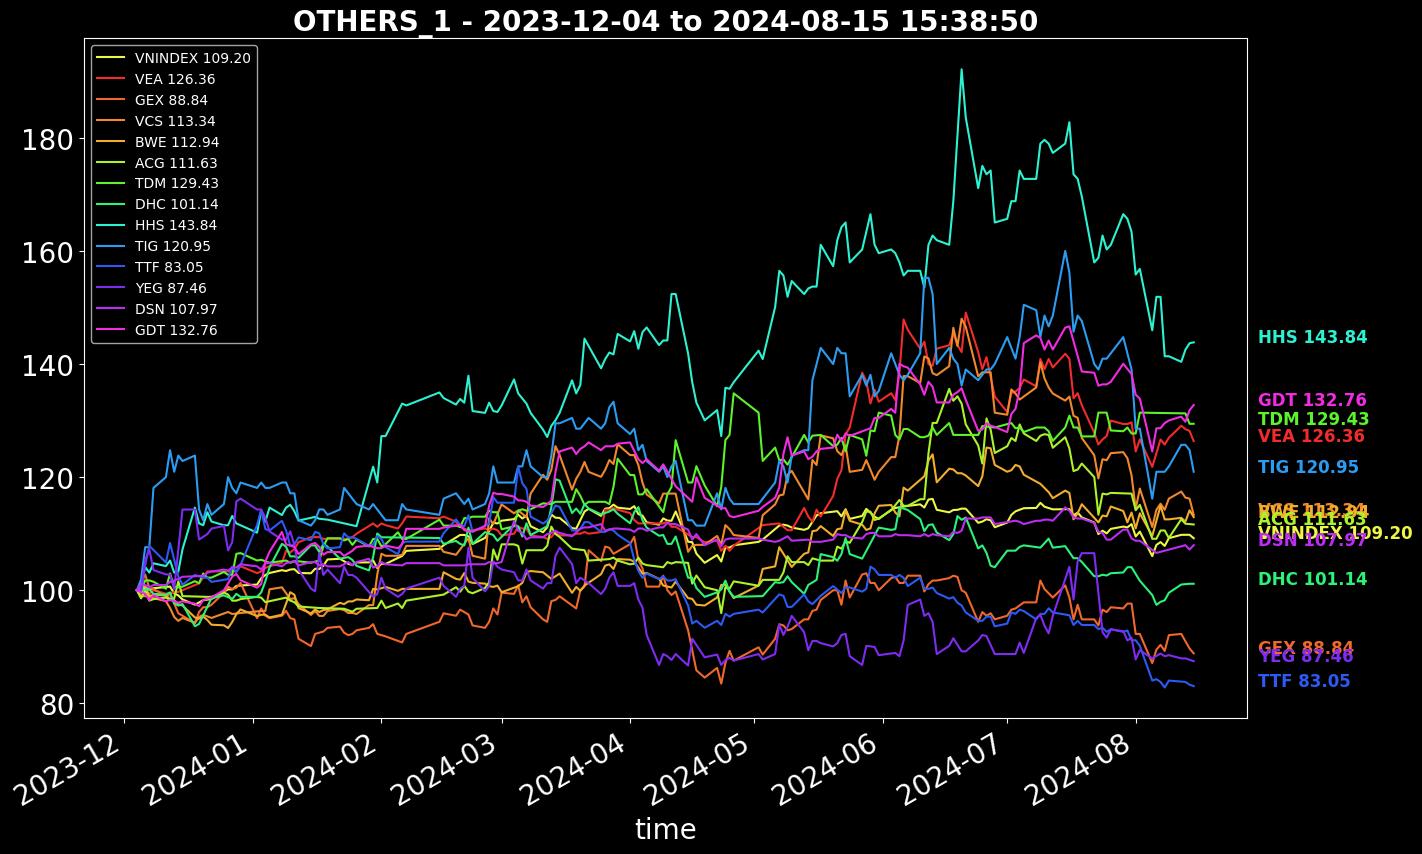 OTHERS_1 - 2023-12-04 to 2024-08-15 15:38:50
VNINDEX 109.20
VEA 126.36
GEX 88.84
VCS 113.34
BWE 112.94
ACG 111.63
TDM 129.43
DHC 101.14
HHS 143.84
TIG 120.95
TTF 83.05
YEG 87.46
DSN 107.97
GDT 132.76
180
160
140
120
100
80
HHS 143.84
GDT 132.76
TDM 129.43
VEA 126.36
TIG 120.95
ACG 111.63
VNINDEX 109.20
DSN 107.97
DHC 101.14
GEX 88.84
YEG 87.46
TTF 83.05
2023-12
2024-01
2024-02
2024-03
2024-04
2024-05
2024-06
2024-07
2024-08
time